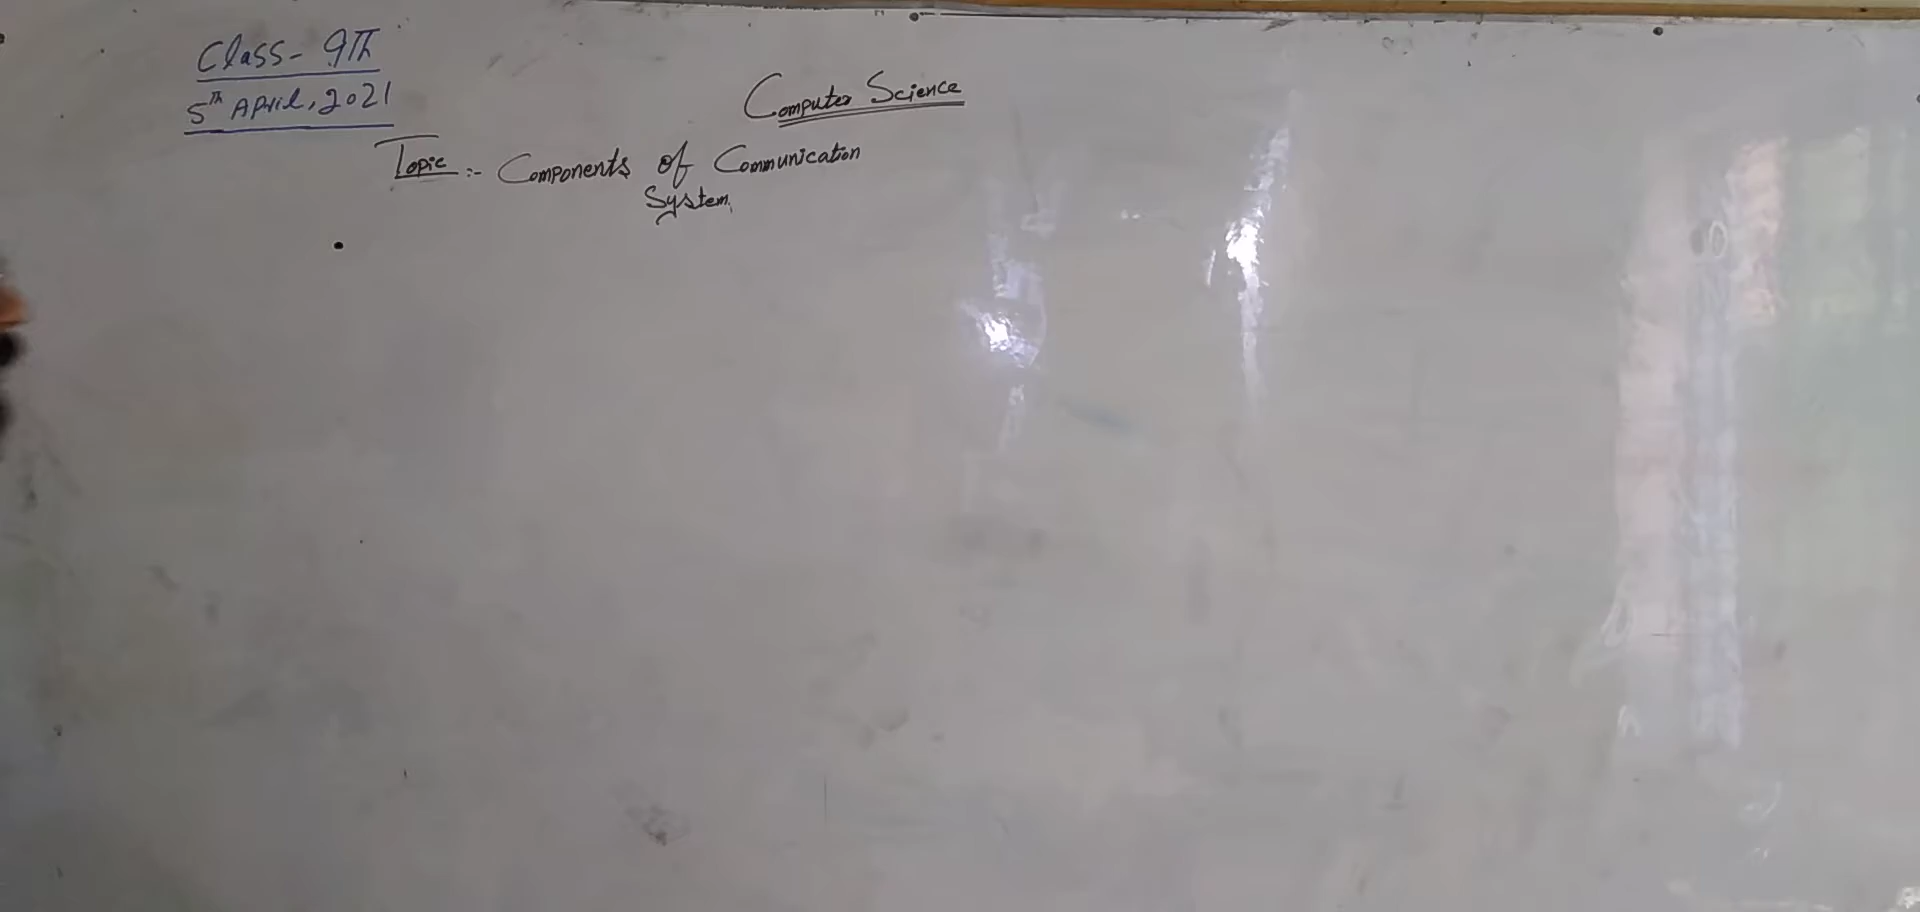 Class - 9Th
5Th April, 2021
Computer Science
Topic :- Components of Communication
System.